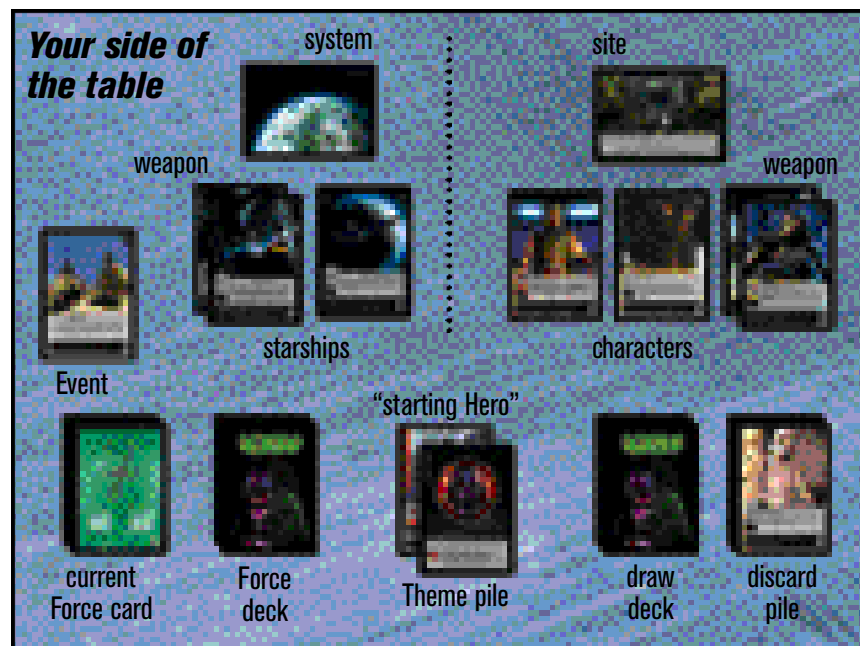 Your side of
the table
system
site
weapon
weapon
starships
characters
Event
“starting Hero”
current
Force card
Force
deck
Theme pile
draw
deck
discard
pile